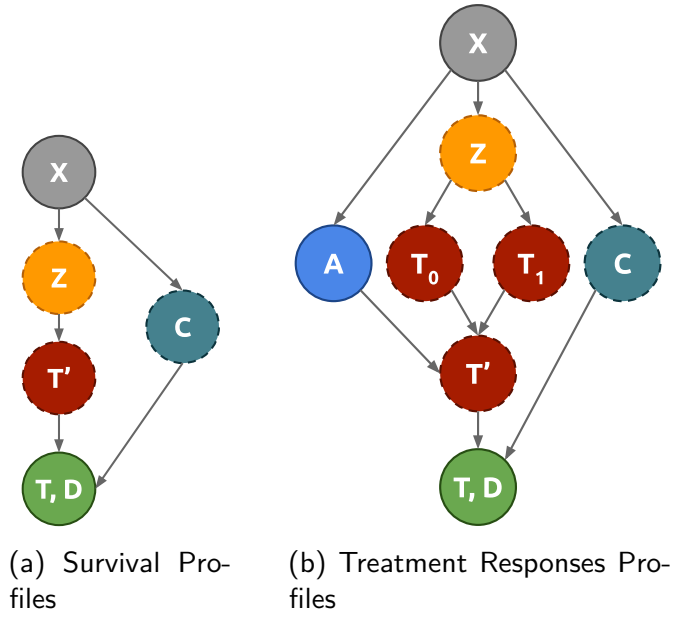 X
Z
C
T’
T, D
(a) Survival Pro-
files
X
Z
A
T₀
T₁
C
T’
T, D
(b) Treatment Responses Pro-
files